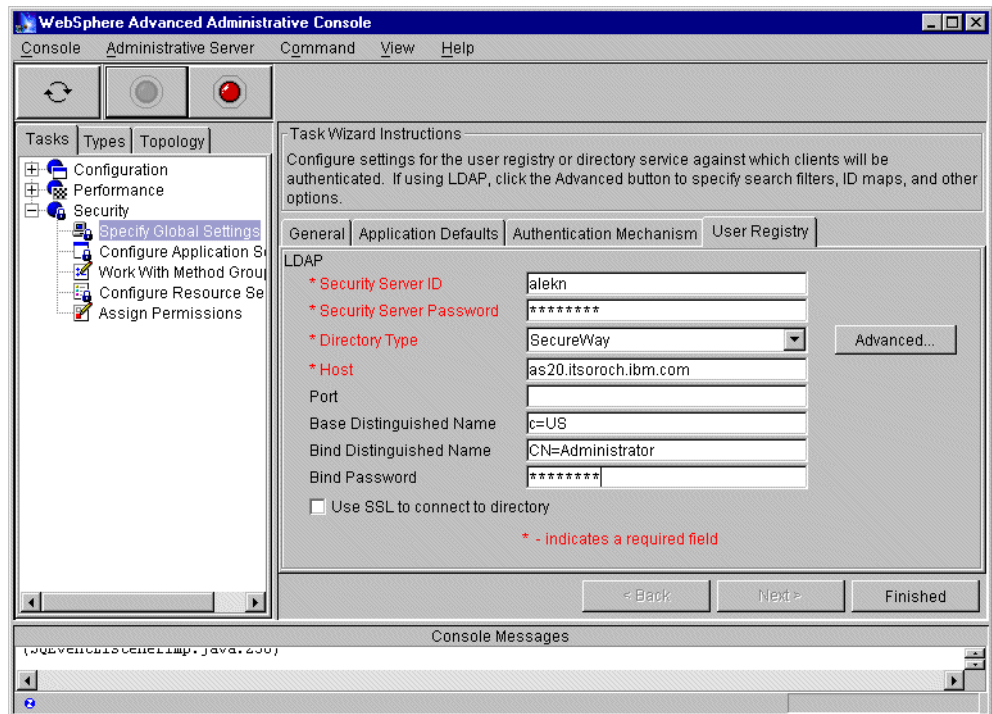 WebSphere Advanced Administrative Console
Console Administrative Server Command View Help
Tasks Types Topology
Configuration
Performance
Security
Specify Global Settings
Configure Application S
Work With Method Grou
Configure Resource Se
Assign Permissions
Task Wizard Instructions
Configure settings for the user registry or directory service against which clients will be
authenticated. If using LDAP, click the Advanced button to specify search filters, ID maps, and other
options.
General Application Defaults Authentication Mechanism User Registry
LDAP
* Security Server ID alekn
* Security Server Password ********
* Directory Type SecureWay Advanced...
* Host as20.itsoroch.ibm.com
Port
Base Distinguished Name c=US
Bind Distinguished Name CN=Administrator
Bind Password ********
Use SSL to connect to directory
* - indicates a required field
< Back Next > Finished
Console Messages